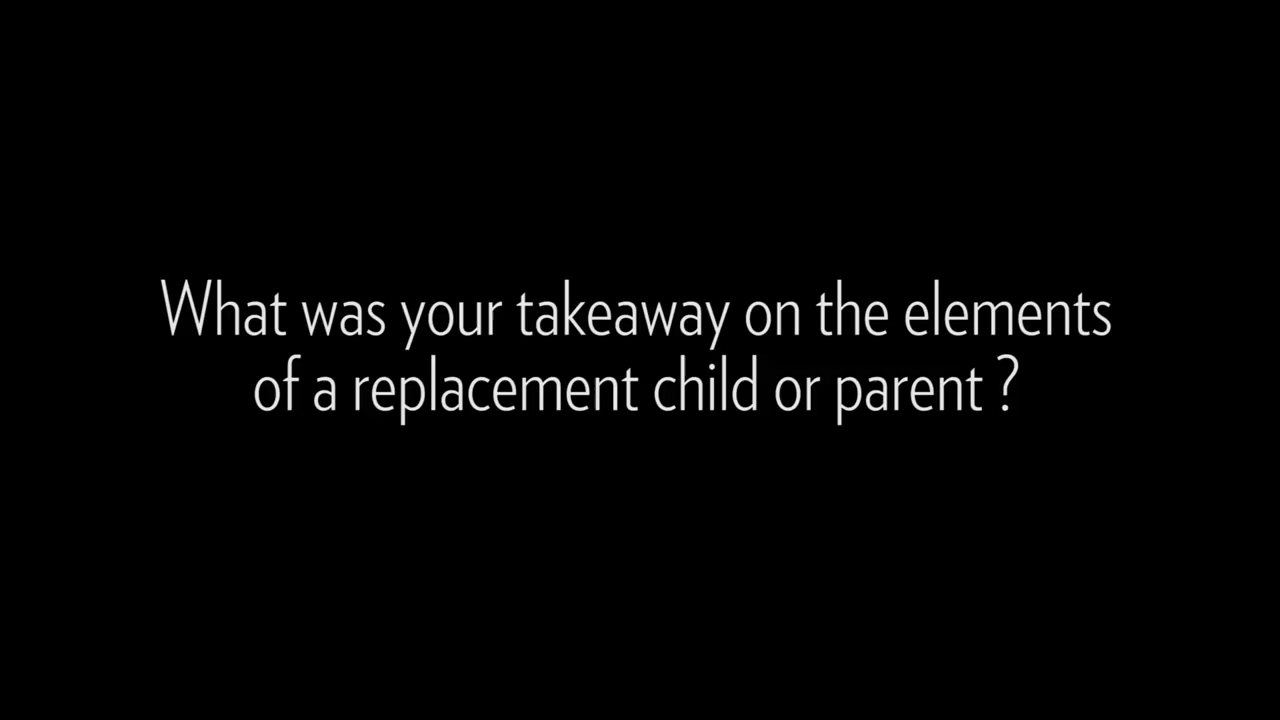 What was your takeaway on the elements
of a replacement child or parent ?